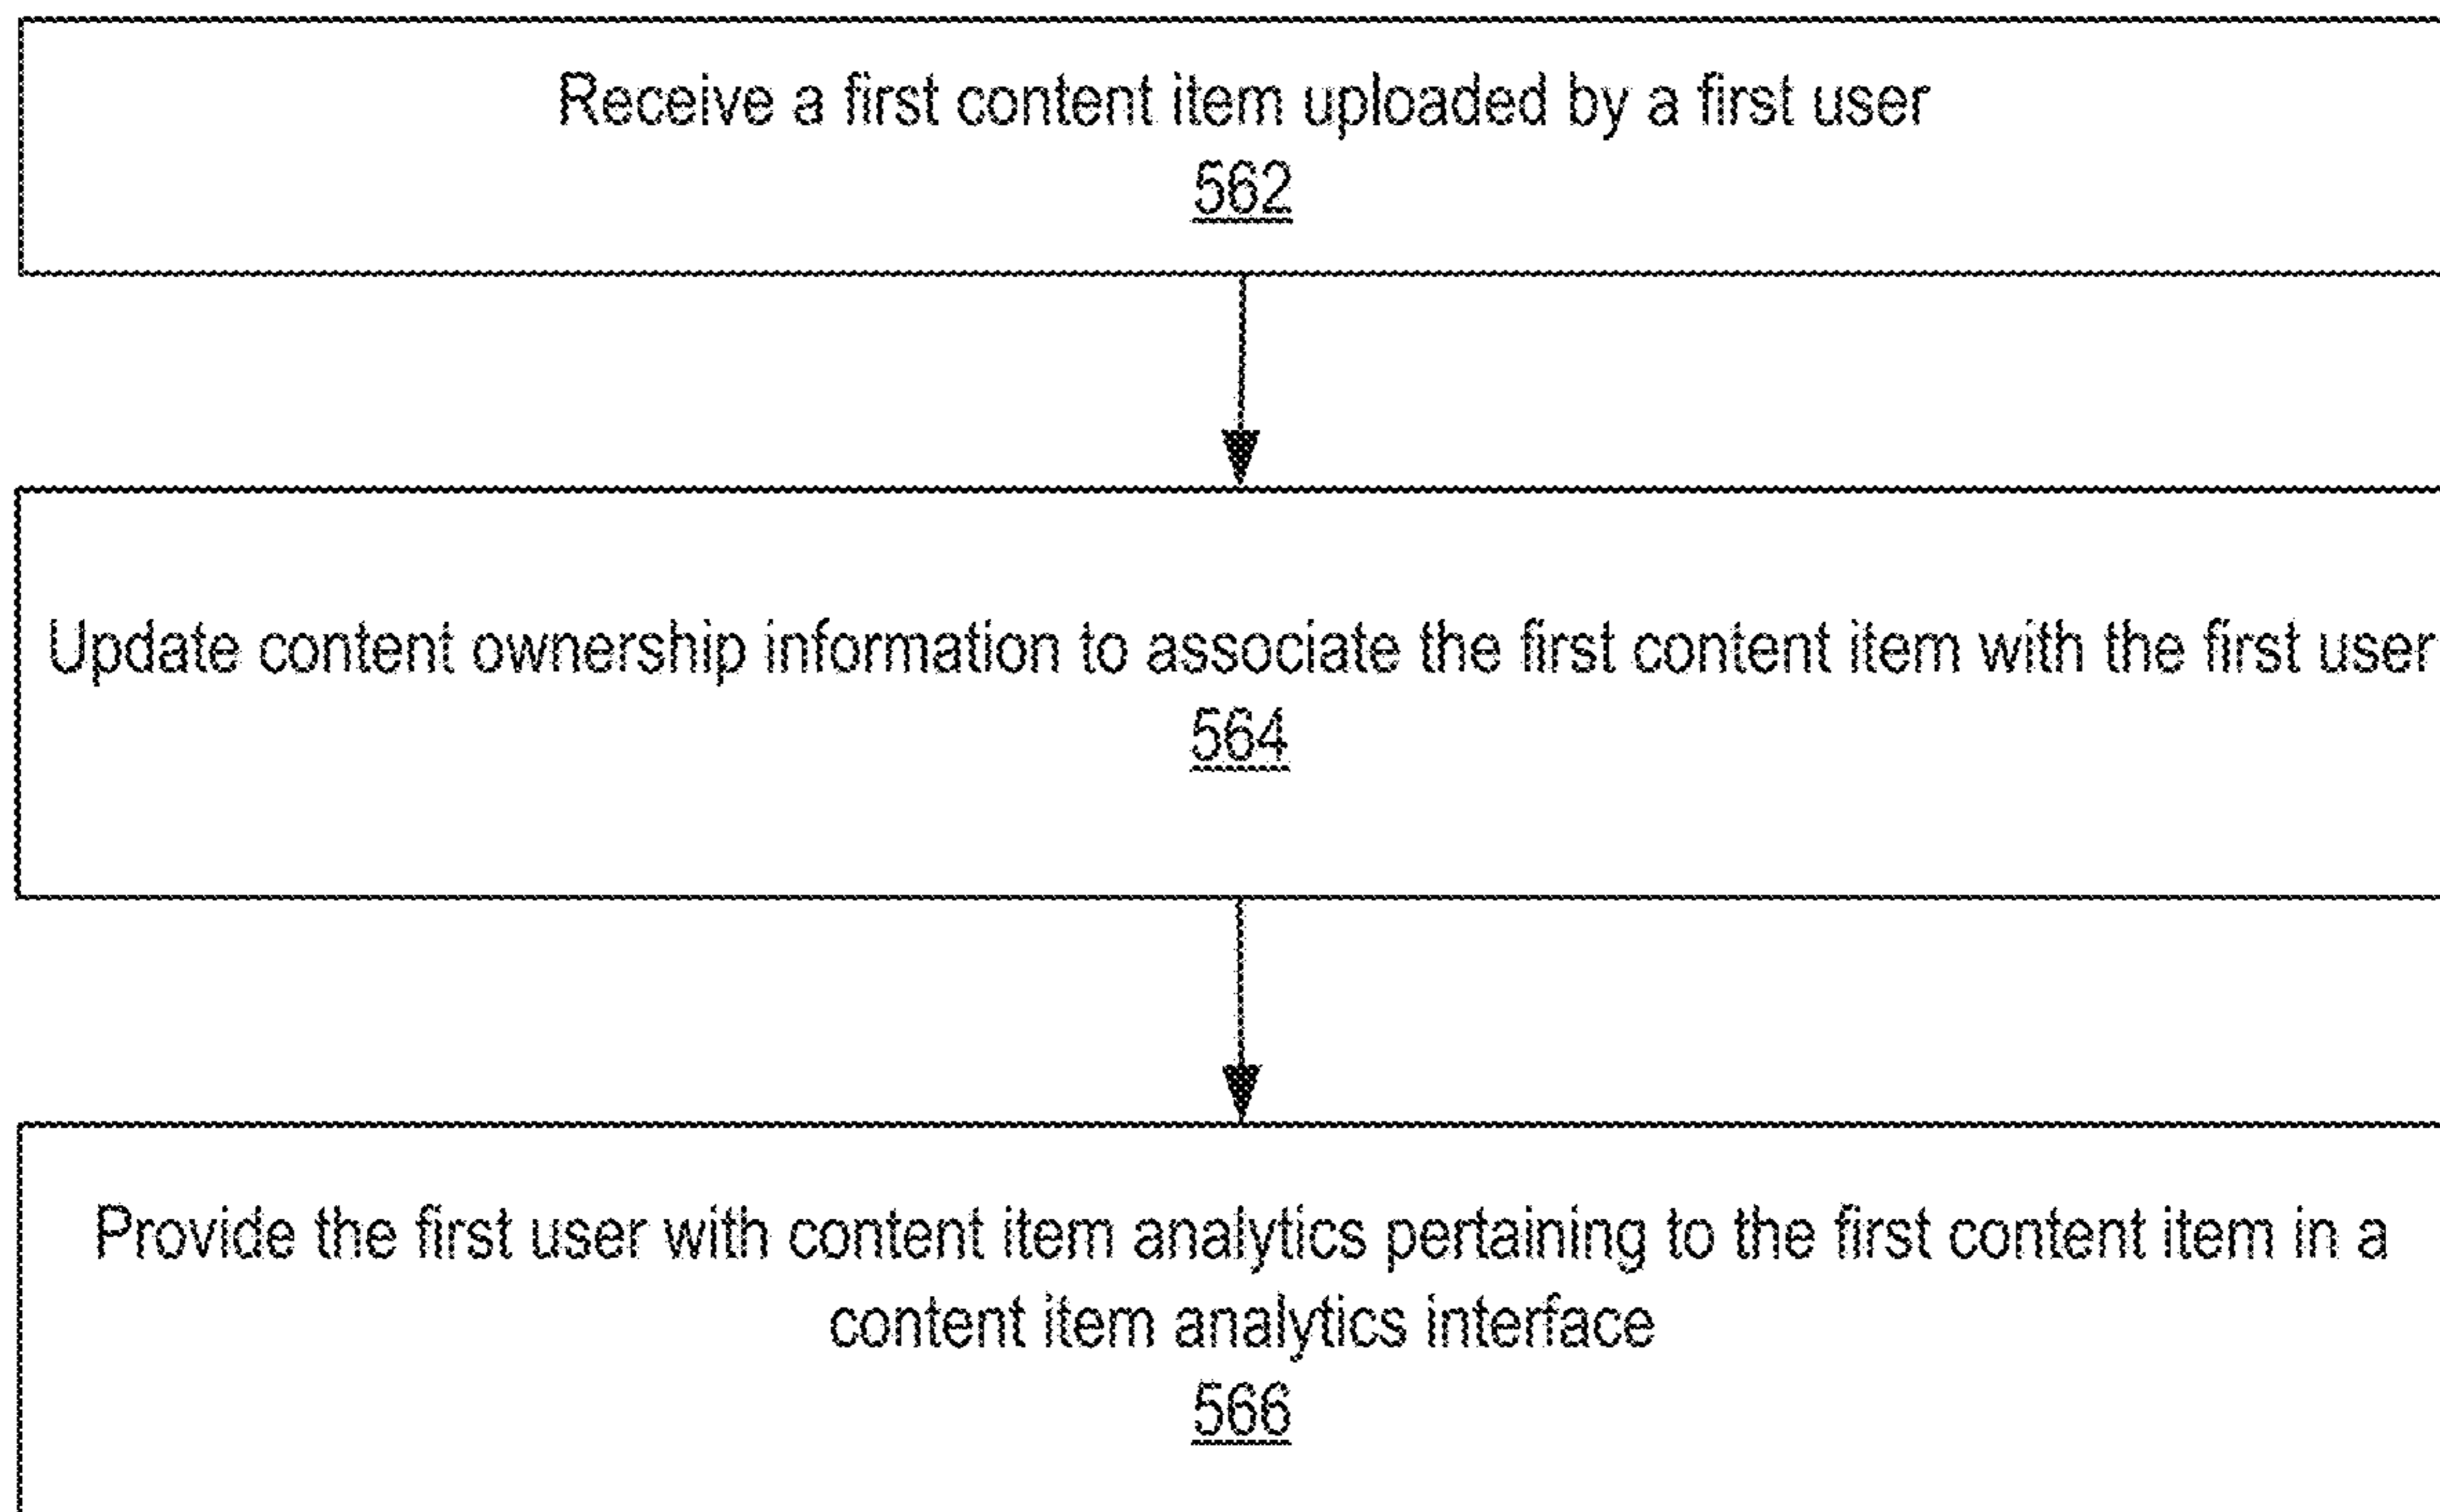 Receive a first content item uploaded by a first user
562
Update content ownership information to associate the first content item with the first user
564
Provide the first user with content item analytics pertaining to the first content item in a
content item analytics interface
566